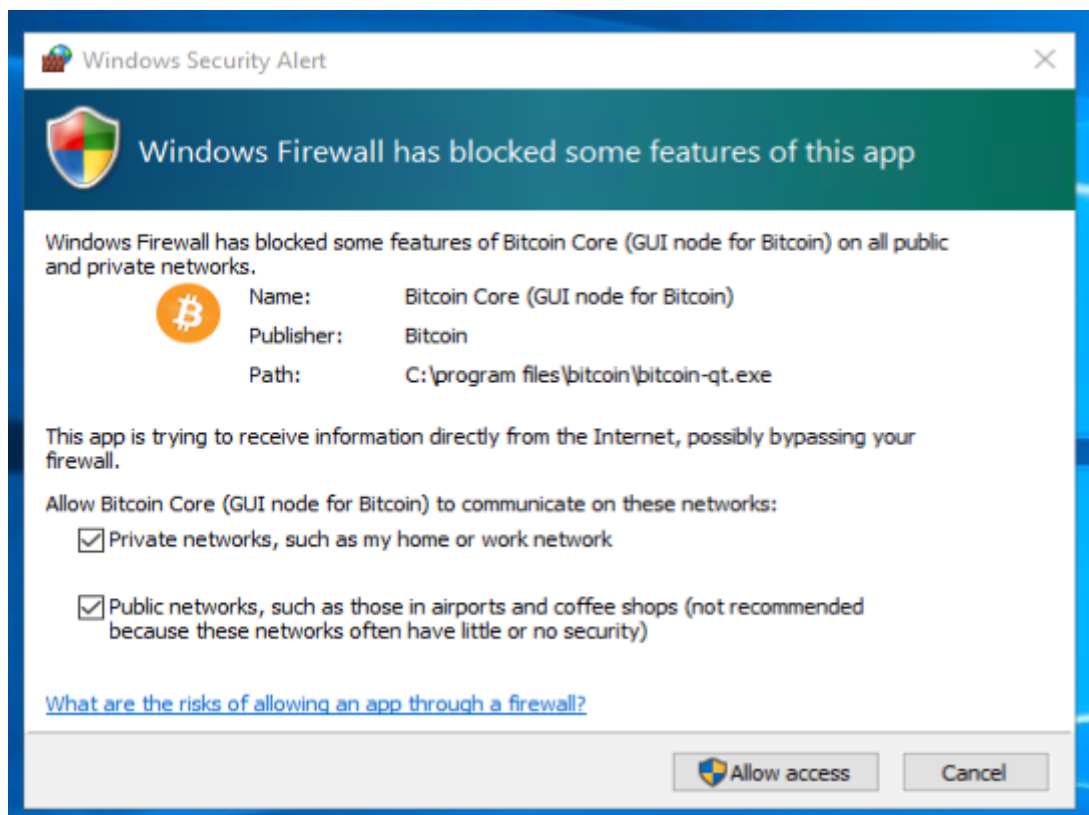 Windows Security Alert
Windows Firewall has blocked some features of this app
Windows Firewall has blocked some features of Bitcoin Core (GUI node for Bitcoin) on all public
and private networks.
Name: Bitcoin Core (GUI node for Bitcoin)
Publisher: Bitcoin
Path: C:\program files\bitcoin\bitcoin-qt.exe
This app is trying to receive information directly from the Internet, possibly bypassing your
firewall.
Allow Bitcoin Core (GUI node for Bitcoin) to communicate on these networks:
Private networks, such as my home or work network
Public networks, such as those in airports and coffee shops (not recommended
because these networks often have little or no security)
What are the risks of allowing an app through a firewall?
Allow access Cancel